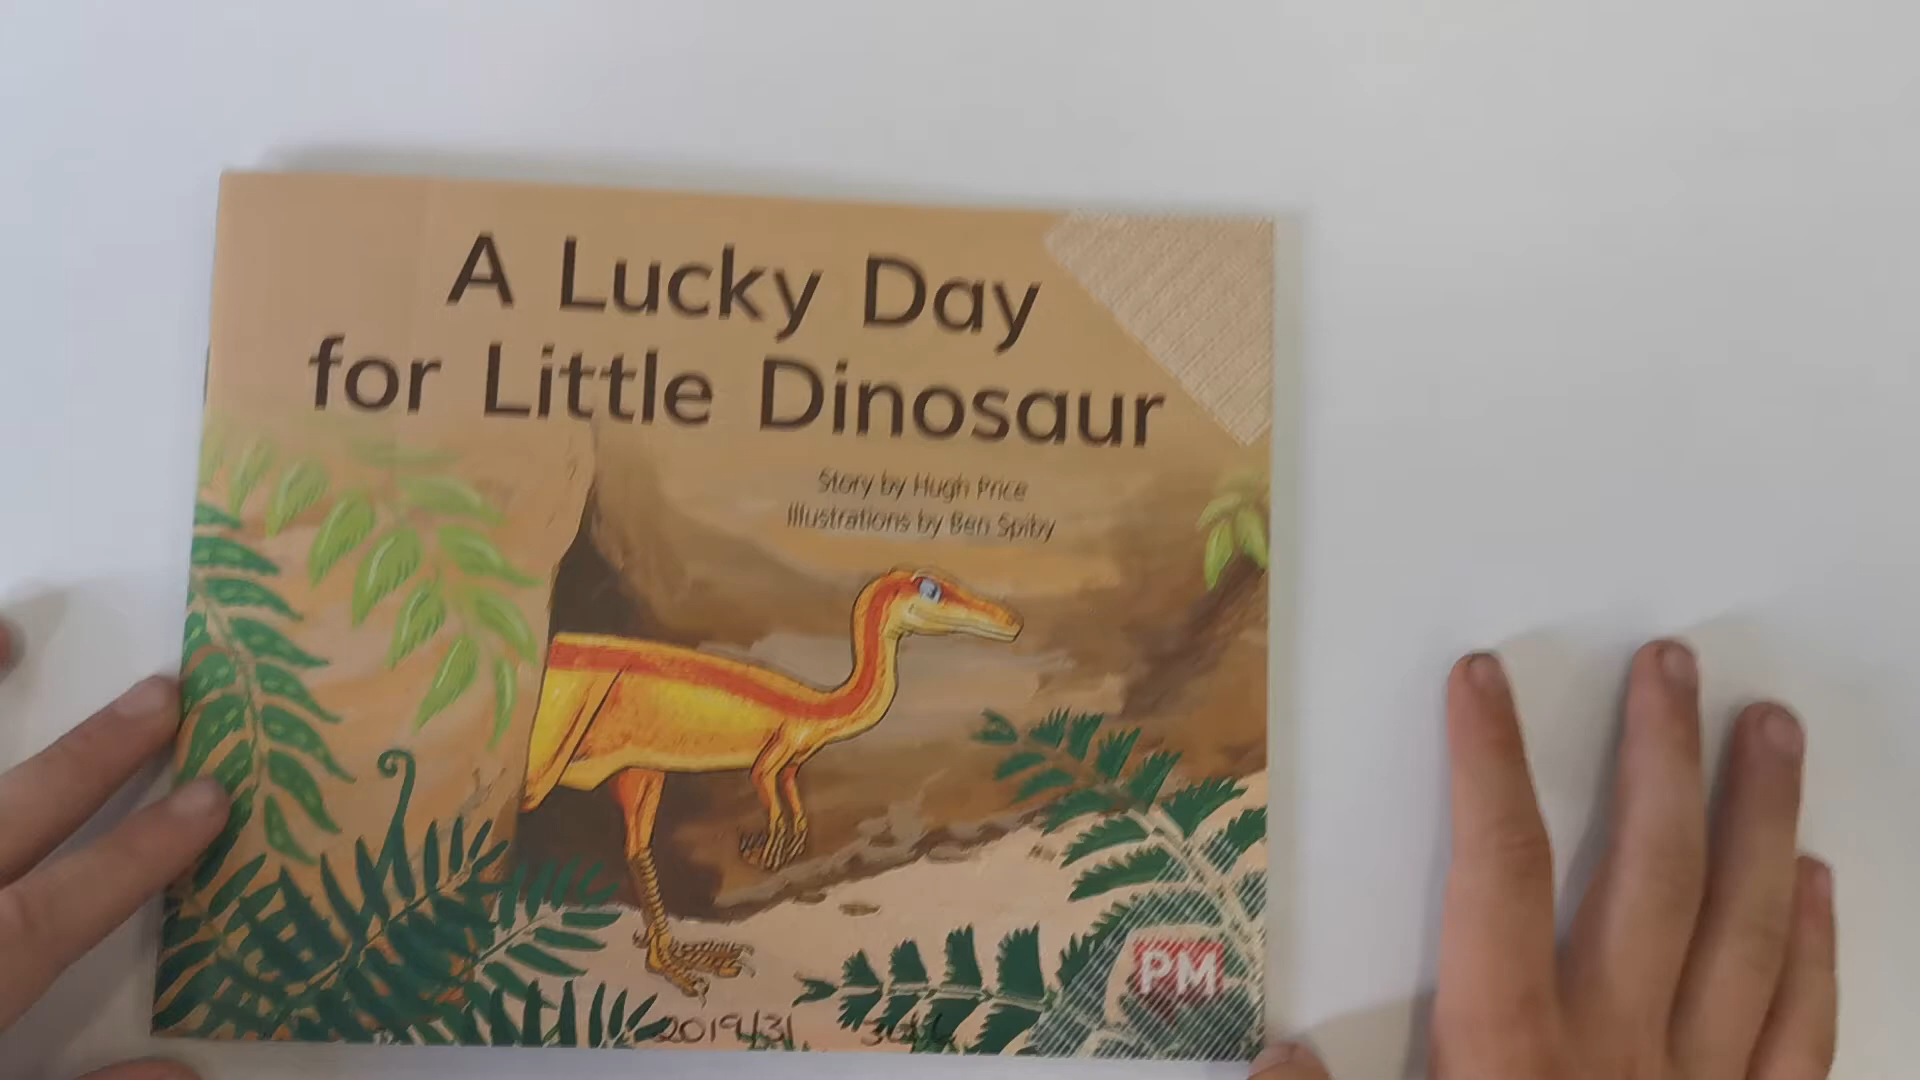 A Lucky Day
for Little Dinosaur
Story by Hugh Price
Illustrations by Ben Spiby
PM